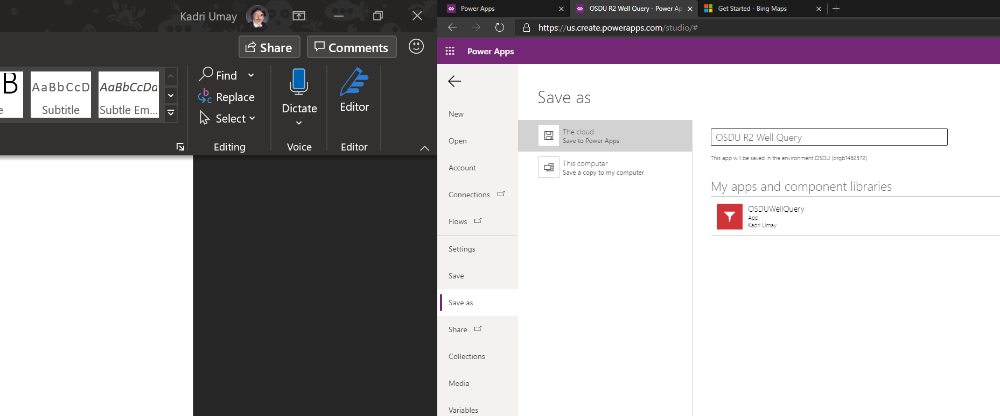 Kadri Umay
Share
Comments
B
AaBbCcD
AaBbCcDd
e
Subtitle
Subtle Em...
Find
Replace
Select
Dictate
Editor
Editing
Voice
Editor
Power Apps
OSDU R2 Well Query - Power Ap
Get Started - Bing Maps
https://us.create.powerapps.com/studio/#
Power Apps
New
Open
Account
Connections
Flows
Settings
Save
Save as
Share
Collections
Media
Variables
Save as
The cloud
Save to Power Apps
This computer
Save a copy to my computer
OSDU R2 Well Query
This app will be saved in the environment OSDU (orgb1482372).
My apps and component libraries
OSDUWellQuery
App
Kadri Umay